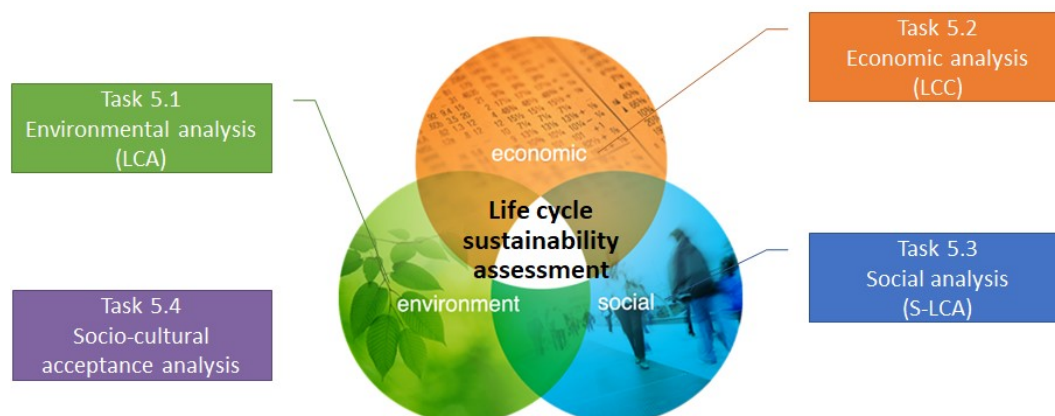 Task 5.2
Economic analysis
(LCC)
Task 5.1
Environmental analysis
(LCA)
economic
Life cycle
sustainability
assessment
environment
social
Task 5.3
Social analysis
(S-LCA)
Task 5.4
Socio-cultural
acceptance analysis